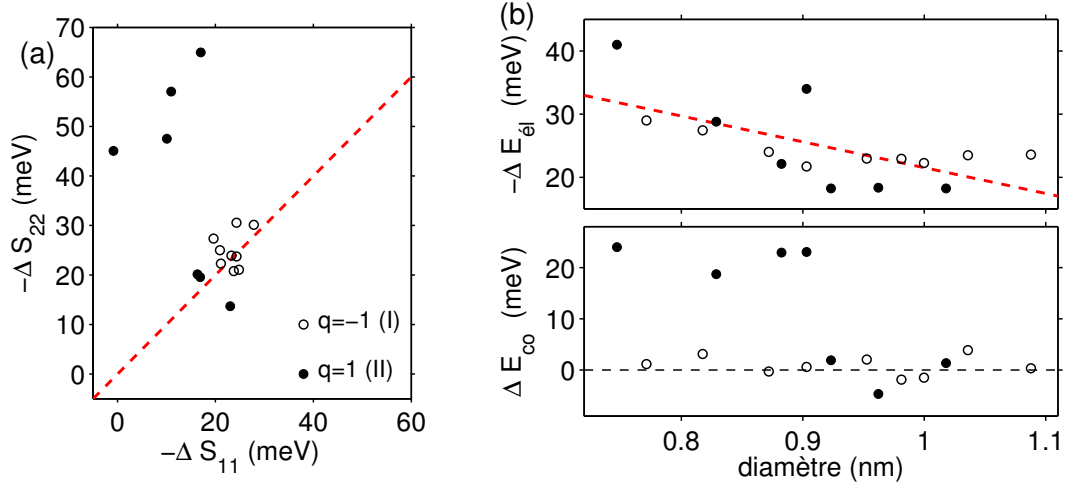 (a)
70
60
50
40
30
20
10
0
−Δ S22 (meV)
q=−1 (I)
q=1 (II)
0 20 40 60
−Δ S11 (meV)
(b)
40
30
20
−Δ Eél (meV)
20
10
0
Δ Eco (meV)
0.8 0.9 1 1.1
diamètre (nm)